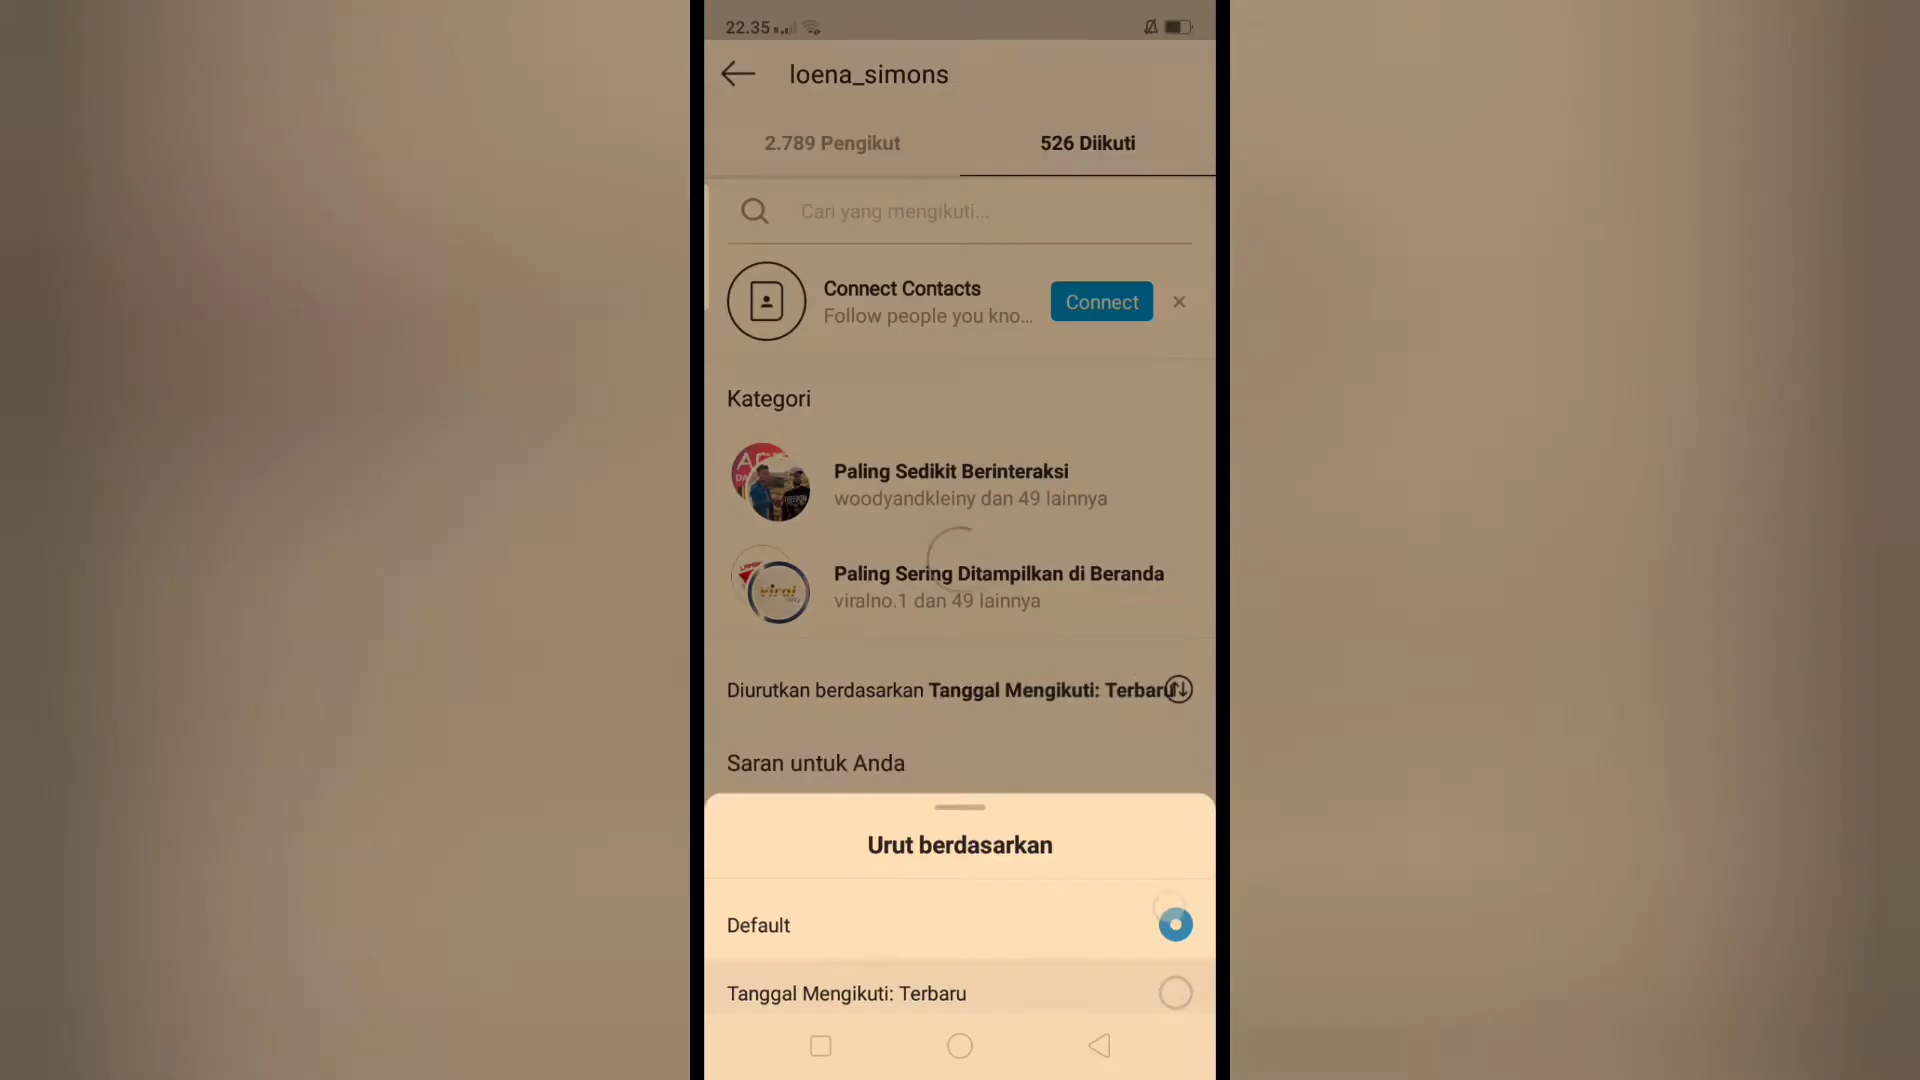 22.35
loena_simons
2.789 Pengikut
526 Diikuti
Cari yang mengikuti...
Connect Contacts
Follow people you kno...
Connect
Kategori
Paling Sedikit Berinteraksi
woodyandkleiny dan 49 lainnya
Paling Sering Ditampilkan di Beranda
viralno.1 dan 49 lainnya
Diurutkan berdasarkan Tanggal Mengikuti: Terbaru
Saran untuk Anda
Urut berdasarkan
Default
Tanggal Mengikuti: Terbaru